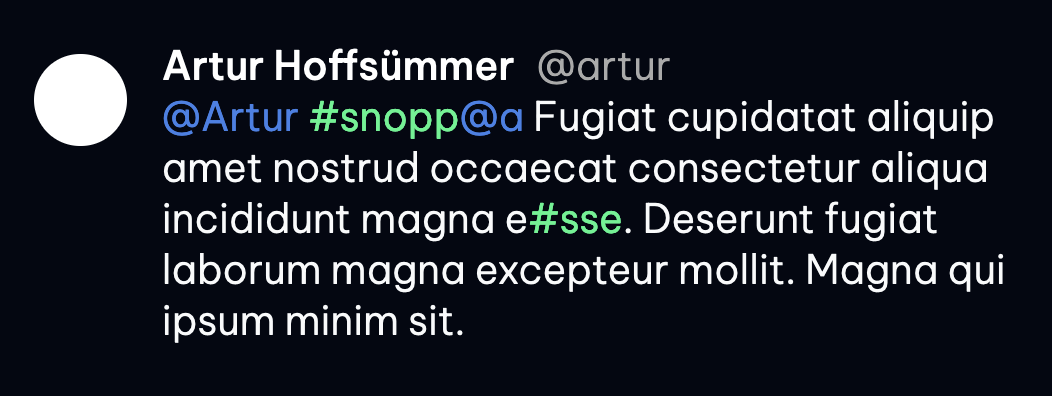 Artur Hoffsümmer @artur
@Artur #snopp@a Fugiat cupidatat aliquip
amet nostrud occaecat consectetur aliqua
incididunt magna e#sse. Deserunt fugiat
laborum magna excepteur mollit. Magna qui
ipsum minim sit.